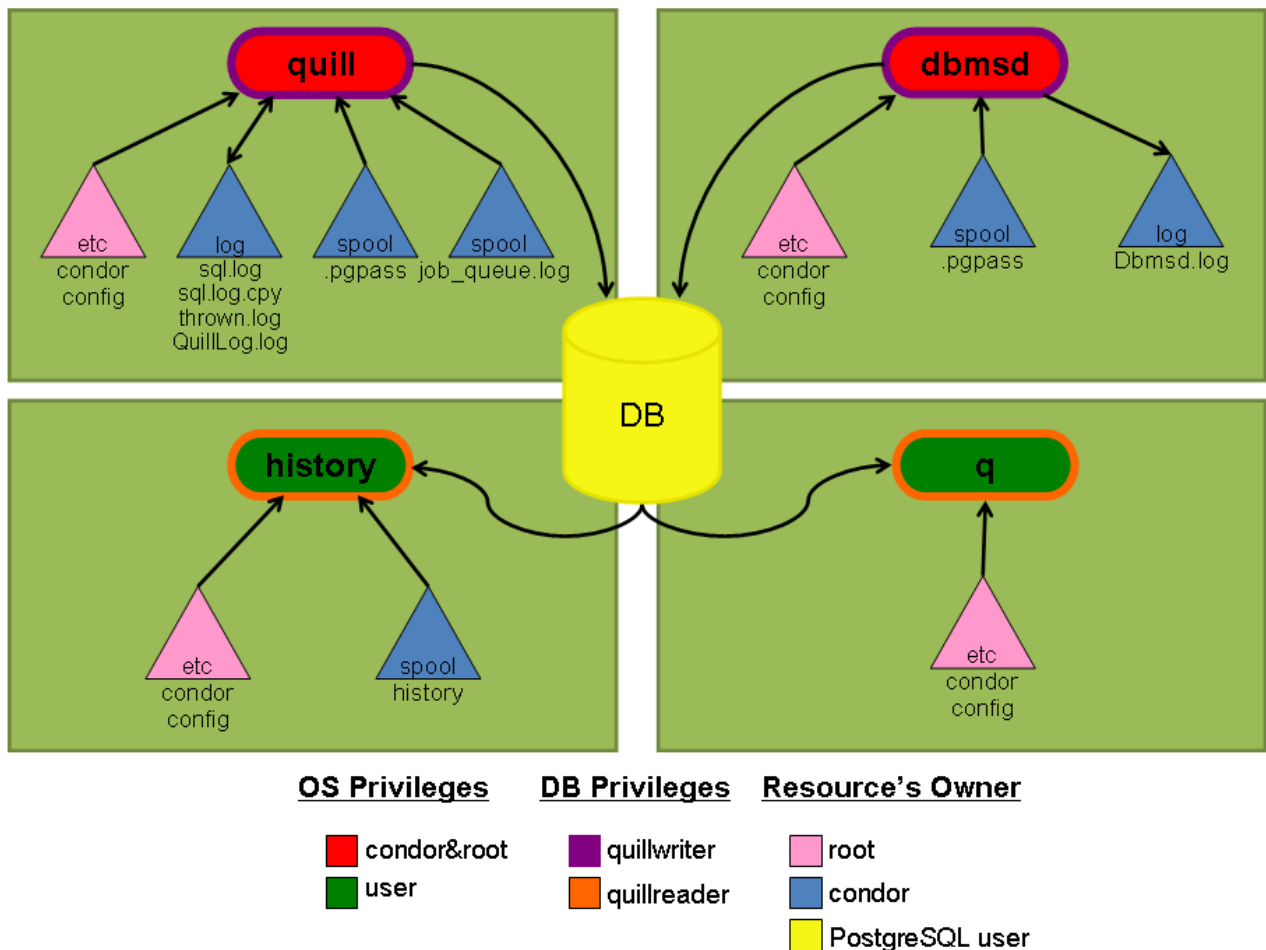 quill
etc
condor
config
log
sql.log
sql.log.cpy
thrown.log
QuillLog.log
spool
.pgpass
spool
job_queue.log
dbmsd
etc
condor
config
spool
.pgpass
log
Dbmsd.log
DB
history
etc
condor
config
spool
history
q
etc
condor
config
OS Privileges
condor&root
user
DB Privileges
quillwriter
quillreader
Resource's Owner
root
condor
PostgreSQL user